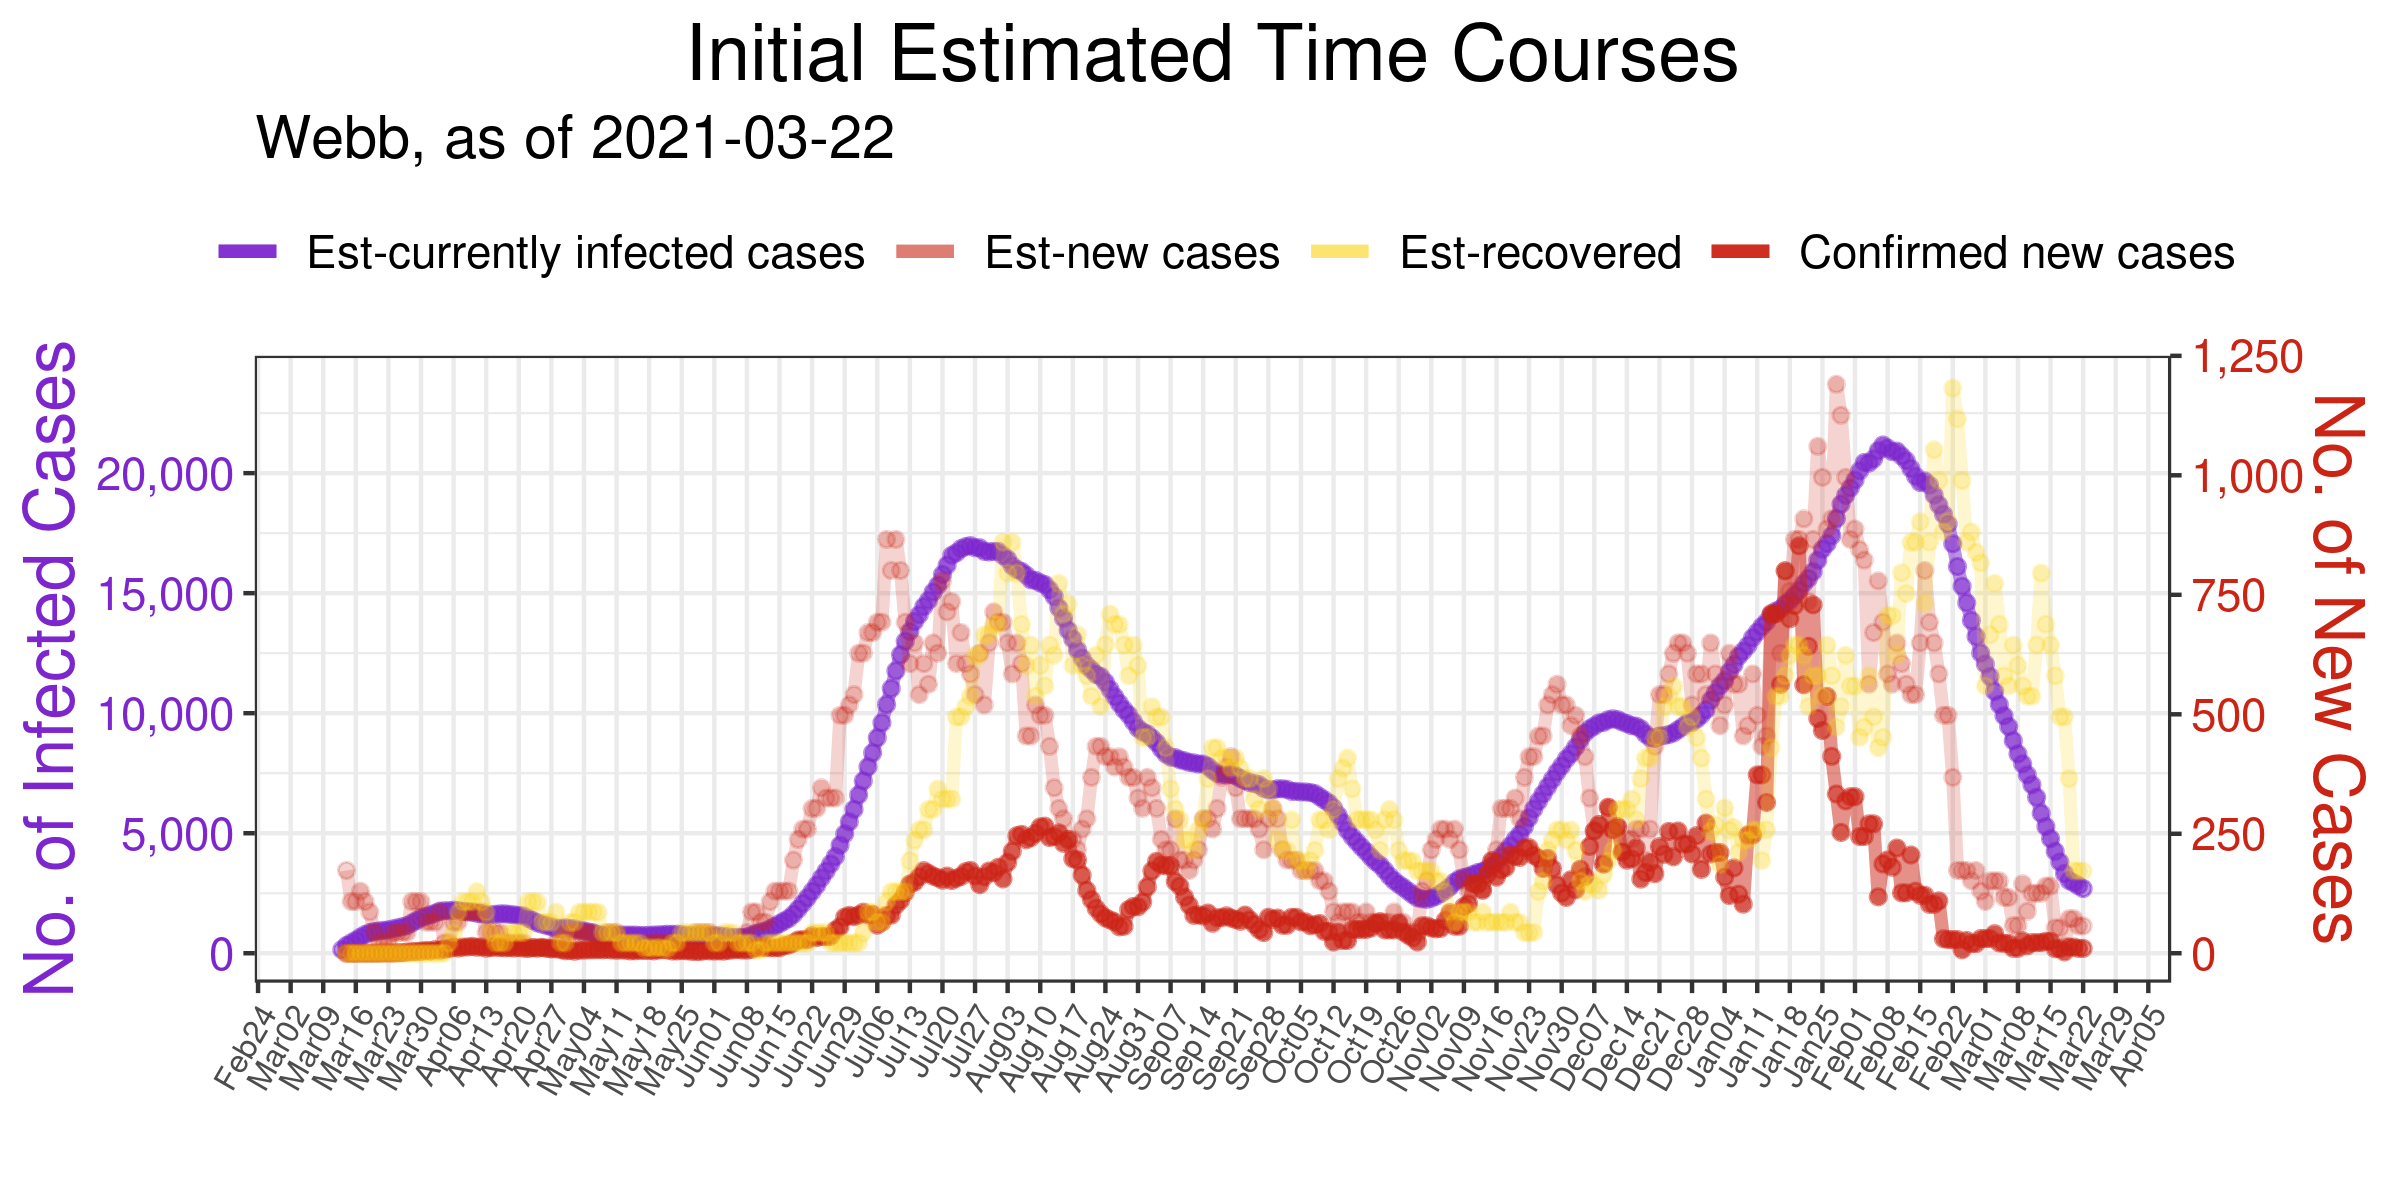 Initial Estimated Time Courses
Webb, as of 2021-03-22
Est-currently infected cases
Est-new cases
Est-recovered
Confirmed new cases
No. of Infected Cases
20,000
15,000
10,000
5,000
0
1,250
1,000
750
500
250
0
No. of New Cases
Feb24
Mar02
Mar09
Mar16
Mar23
Mar30
Apr06
Apr13
Apr20
Apr27
May04
May11
May18
May25
Jun01
Jun08
Jun15
Jun22
Jun29
Jul06
Jul13
Jul20
Jul27
Aug03
Aug10
Aug17
Aug24
Aug31
Sep07
Sep14
Sep21
Sep28
Oct05
Oct12
Oct19
Oct26
Nov02
Nov09
Nov16
Nov23
Nov30
Dec07
Dec14
Dec21
Dec28
Jan04
Jan11
Jan18
Jan25
Feb01
Feb08
Feb15
Feb22
Mar01
Mar08
Mar15
Mar22
Mar29
Apr05